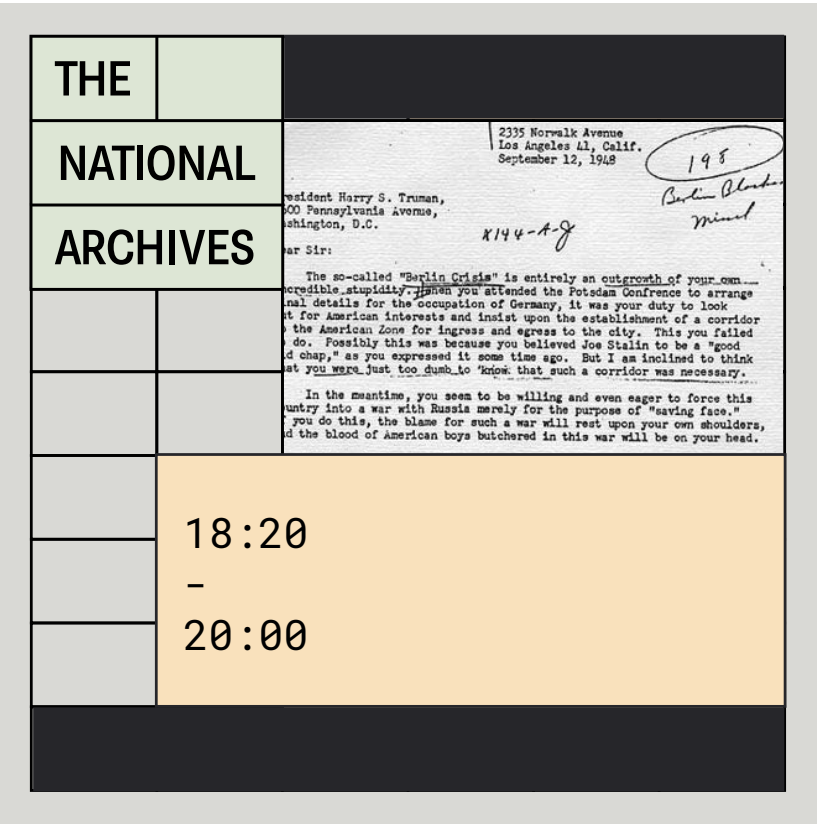 THE
NATIONAL
ARCHIVES
2335 Norwalk Avenue
Los Angeles 41, Calif.
September 12, 1948
198
Berlin Blockade
Misuel
resident Harry S. Truman,
600 Pennsylvania Avenue,
shington, D.C.
X194-A-J
ar Sir:
The so-called "Berlin Crisis" is entirely an outgrowth of your own
ncredible stupidity. When you attended the Potsdam Confrence to arrange
inal details for the occupation of Germany, it was your duty to look
ut for American interests and insist upon the establishment of a corridor
o the American Zone for ingress and egress to the city. This you failed
o do. Possibly this was because you believed Joe Stalin to be a "good
ld chap," as you expressed it some time ago. But I am inclined to think
at you were just too dumb to know that such a corridor was necessary.
In the meantime, you seem to be willing and even eager to force this
untry into a war with Russia merely for the purpose of "saving face."
f you do this, the blame for such a war will rest upon your own shoulders,
d the blood of American boys butchered in this war will be on your head.
18:20
-
20:00